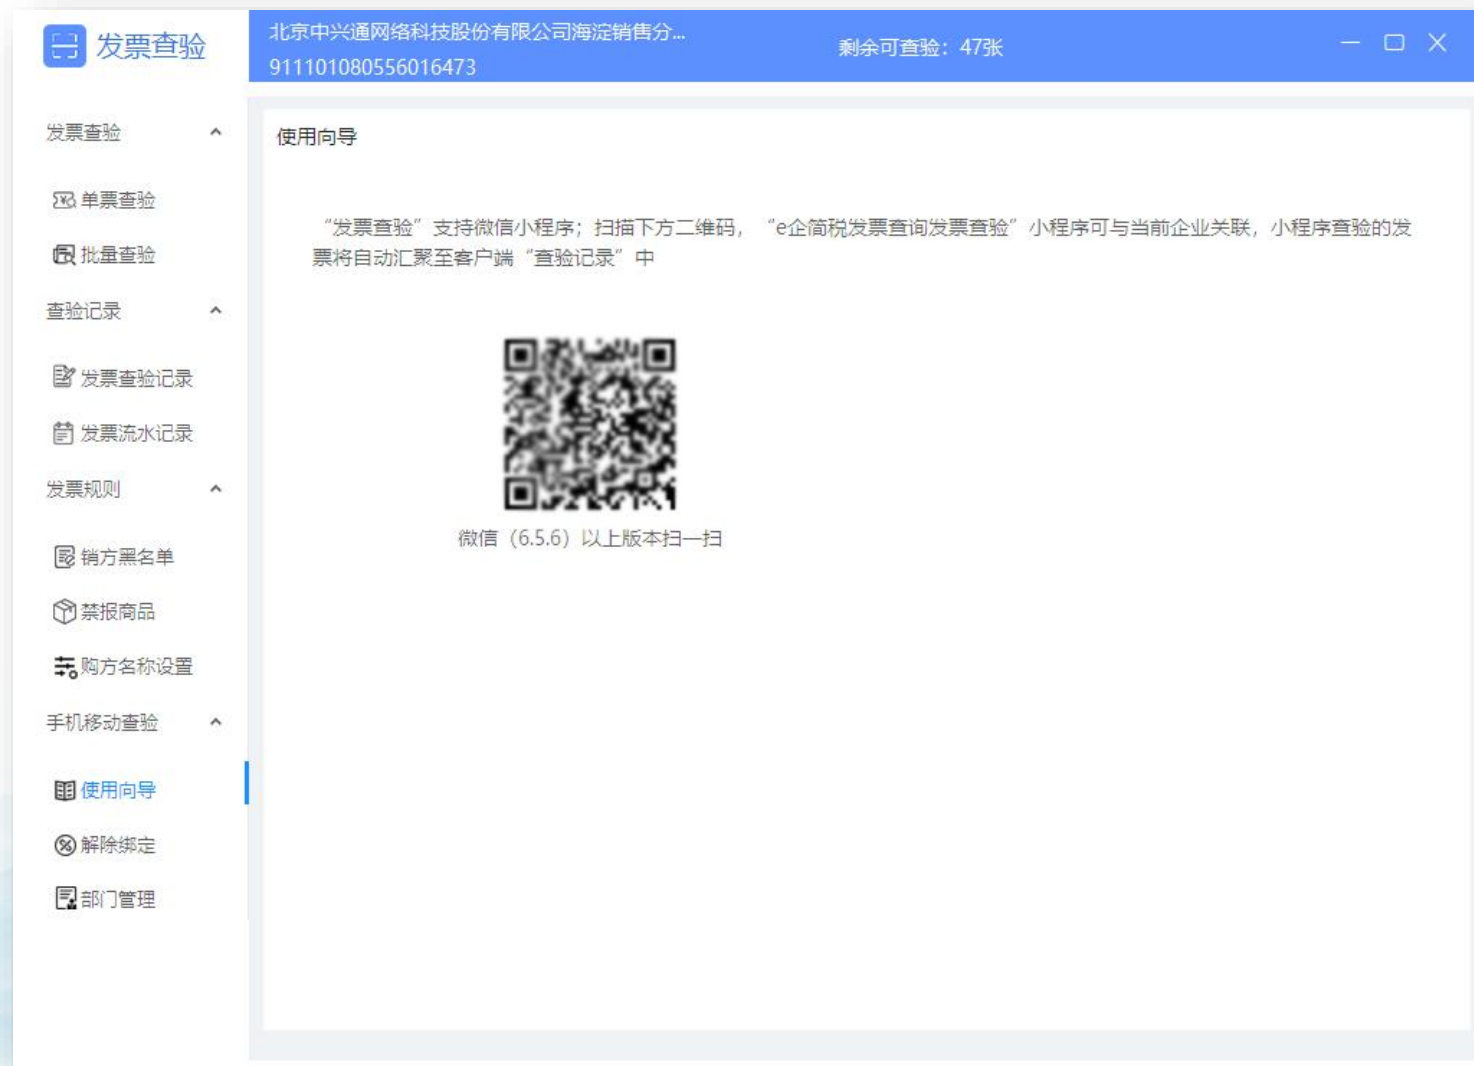 发票查验
北京中兴通网络科技股份有限公司海淀销售分...
911101080556016473
剩余可查验：47张
发票查验
单票查验
批量查验
查验记录
发票查验记录
发票流水记录
发票规则
销方黑名单
禁报商品
购方名称设置
手机移动查验
使用向导
解除绑定
部门管理
使用向导
“发票查验”支持微信小程序；扫描下方二维码，“e企简税发票查询发票查验”小程序可与当前企业关联，小程序查验的发
票将自动汇聚至客户端“查验记录”中
微信（6.5.6）以上版本扫一扫